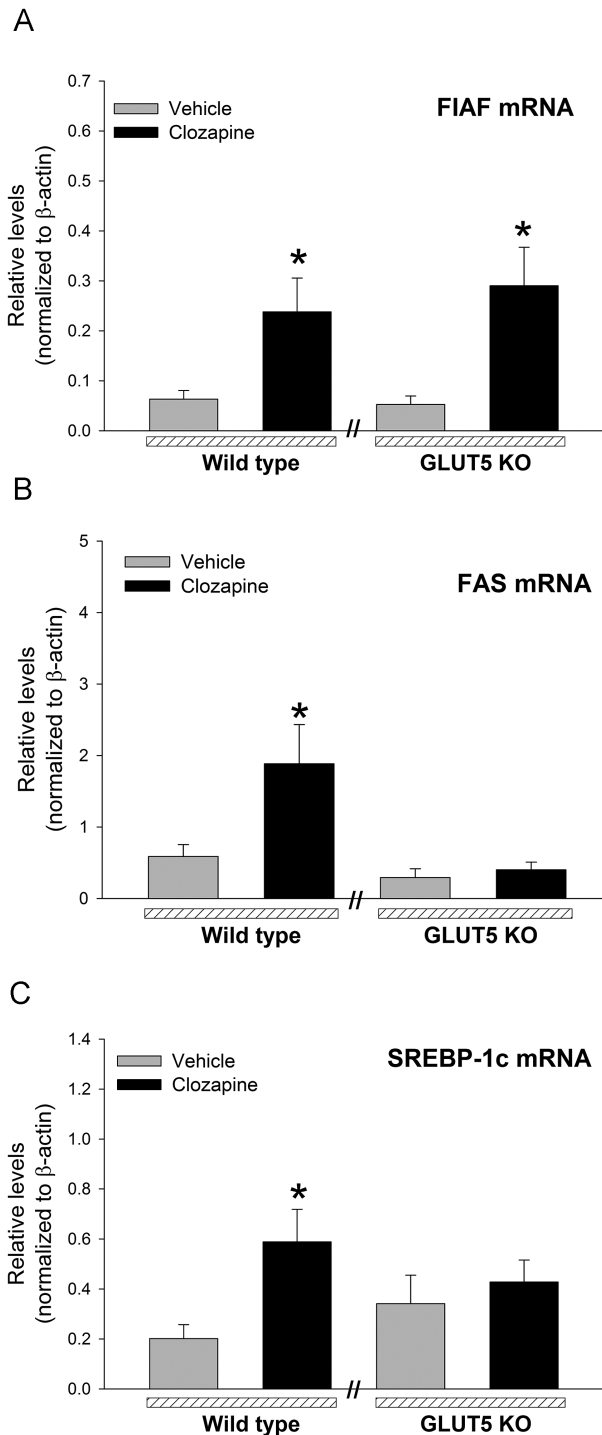 A
0.7
0.6
0.5
0.4
0.3
0.2
0.1
0.0
Relative levels
(normalized to β-actin)
Vehicle
Clozapine
FIAF mRNA
*
*
//
Wild type
GLUT5 KO
B
5
4
3
2
1
0
Relative levels
(normalized to β-actin)
Vehicle
Clozapine
FAS mRNA
*
//
Wild type
GLUT5 KO
C
1.4
1.2
1.0
0.8
0.6
0.4
0.2
0.0
Relative levels
(normalized to β-actin)
Vehicle
Clozapine
SREBP-1c mRNA
*
//
Wild type
GLUT5 KO